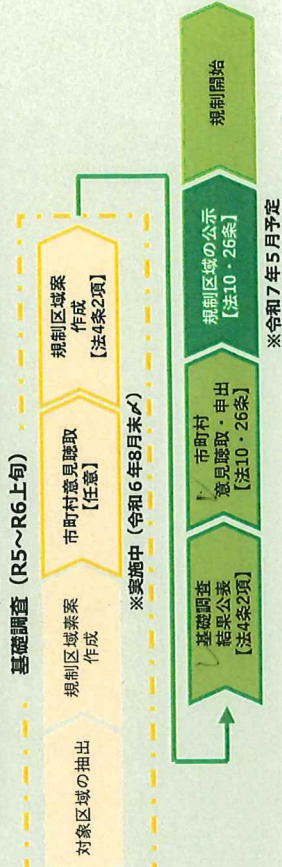 基礎調査（R5～R6上旬）
対象区域の抽出
規制区域素案
作成
市町村意見聴取
【任意】
規制区域案
作成
【法4条2項】
※実施中（令和6年8月末〆）
基礎調査
結果公表
【法4条2項】
市町村
意見聴取・申出
【法10・26条】
規制区域の公示
【法10・26条】
規制開始
※令和7年5月予定